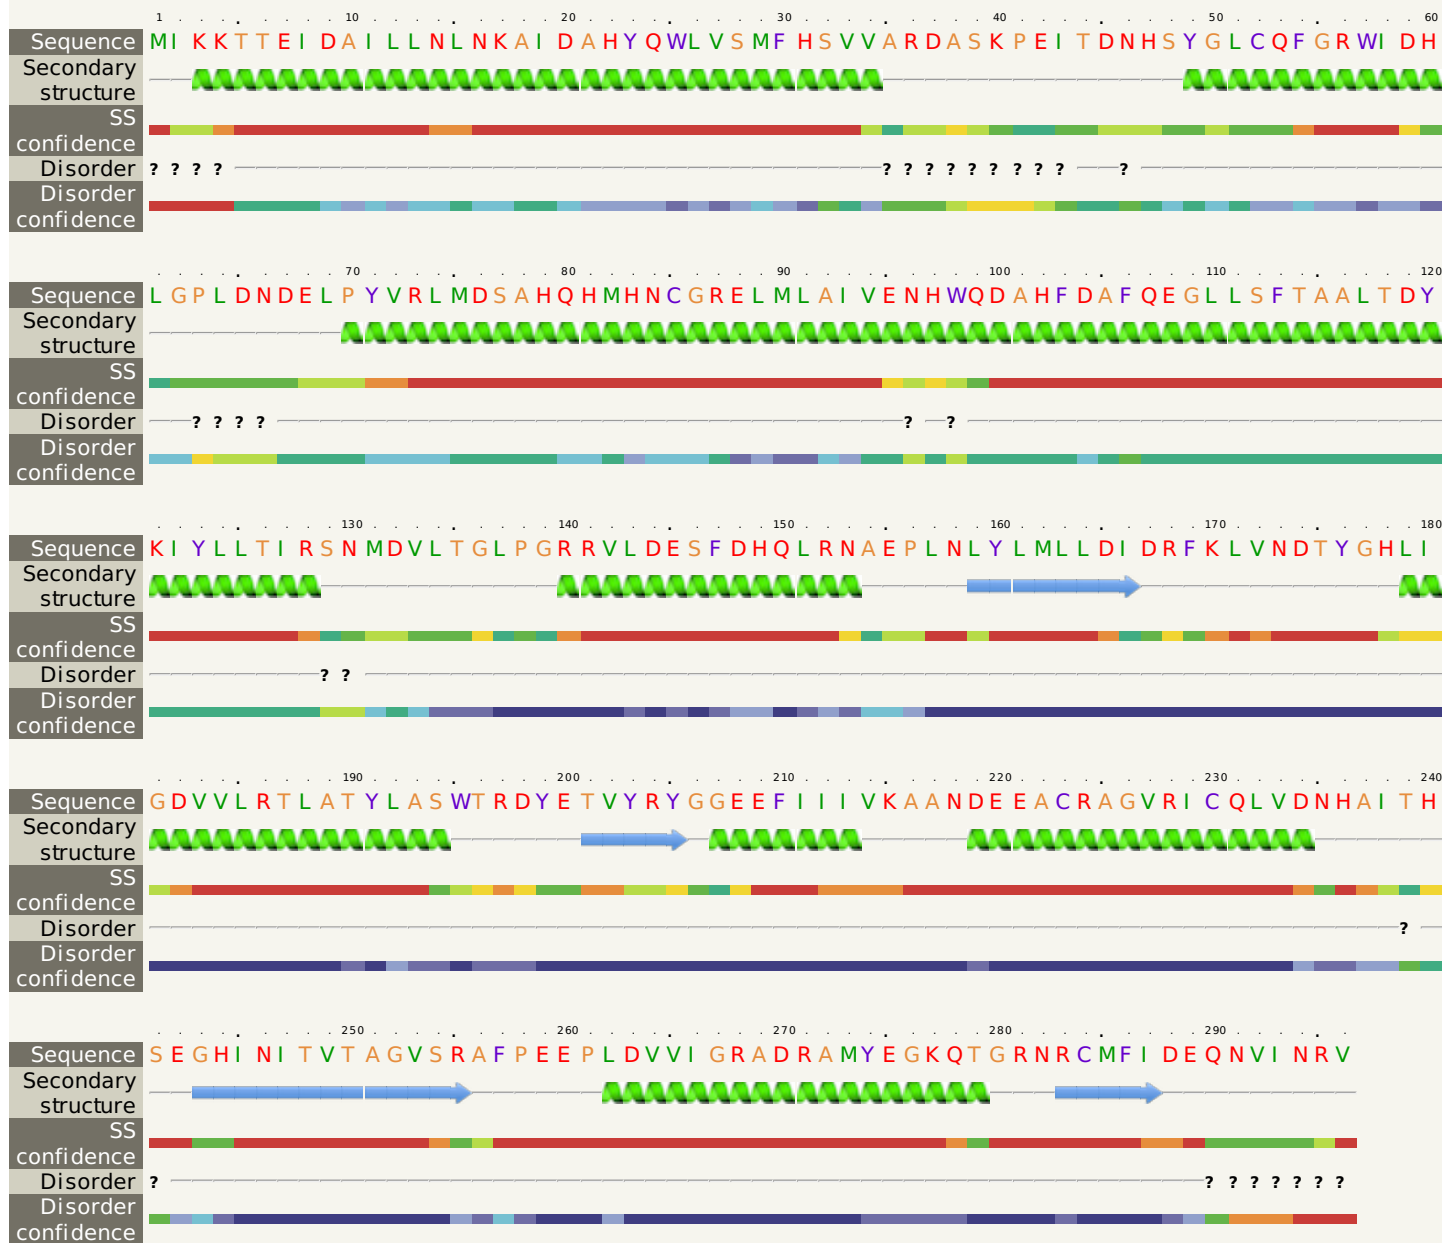 1 10 20 30 40 50 60
Sequence MIKKTTEIDAILLNLNKAIDAHYQWLVSMFHSVVARDASKPEITDNHSYGLCQFGRWIDH
Secondary
structure
SS
confidence
Disorder ? ? ? ? ? ? ? ? ? ? ? ? ? ?
Disorder
confidence
70 80 90 100 110 120
Sequence LGPLDNDELPYVRLMDSAHQHMHNCGRELMLAIVENHWQDAHFDAFQEGLLSFTAALTDY
Secondary
structure
SS
confidence
Disorder ? ? ? ? ? ?
Disorder
confidence
130 140 150 160 170 180
Sequence KIYLLTIRSNMDVLTGLPGRRVLDESFDHQLRNAEPLNLYLMLLDIDRFKLVNDTYGHLI
Secondary
structure
SS
confidence
Disorder ? ?
Disorder
confidence
190 200 210 220 230 240
Sequence GDVVLRTLATYLASWTRDYETVYRYGGEEFIIIVKAANDEEACRAGVRICQLVDNHAITH
Secondary
structure
SS
confidence
Disorder ?
Disorder
confidence
250 260 270 280 290
Sequence SEGHINITVTAGVSRAFPEEPLDVVIGRADRAMYEGKQTGRNRCMFIDEQNVINRV
Secondary
structure
SS
confidence
Disorder ? ? ? ? ? ? ? ?
Disorder
confidence